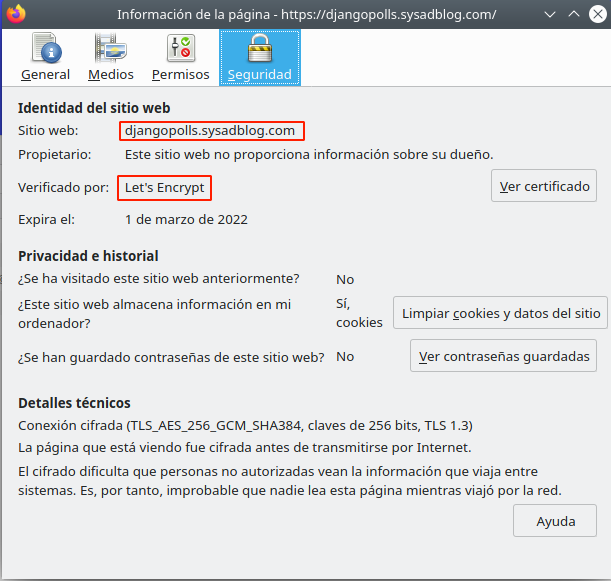 Información de la página - https://djangopolls.sysadblog.com/
General Medios Permisos Seguridad
Identidad del sitio web
Sitio web: djangopolls.sysadblog.com
Propietario: Este sitio web no proporciona información sobre su dueño.
Verificado por: Let's Encrypt Ver certificado
Expira el: 1 de marzo de 2022
Privacidad e historial
¿Se ha visitado este sitio web anteriormente? No
¿Este sitio web almacena información en mi
ordenador?
Sí,
cookies
Limpiar cookies y datos del sitio
¿Se han guardado contraseñas de este sitio web? No Ver contraseñas guardadas
Detalles técnicos
Conexión cifrada (TLS_AES_256_GCM_SHA384, claves de 256 bits, TLS 1.3)
La página que está viendo fue cifrada antes de transmitirse por Internet.
El cifrado dificulta que personas no autorizadas vean la información que viaja entre
sistemas. Es, por tanto, improbable que nadie lea esta página mientras viajó por la red.
Ayuda